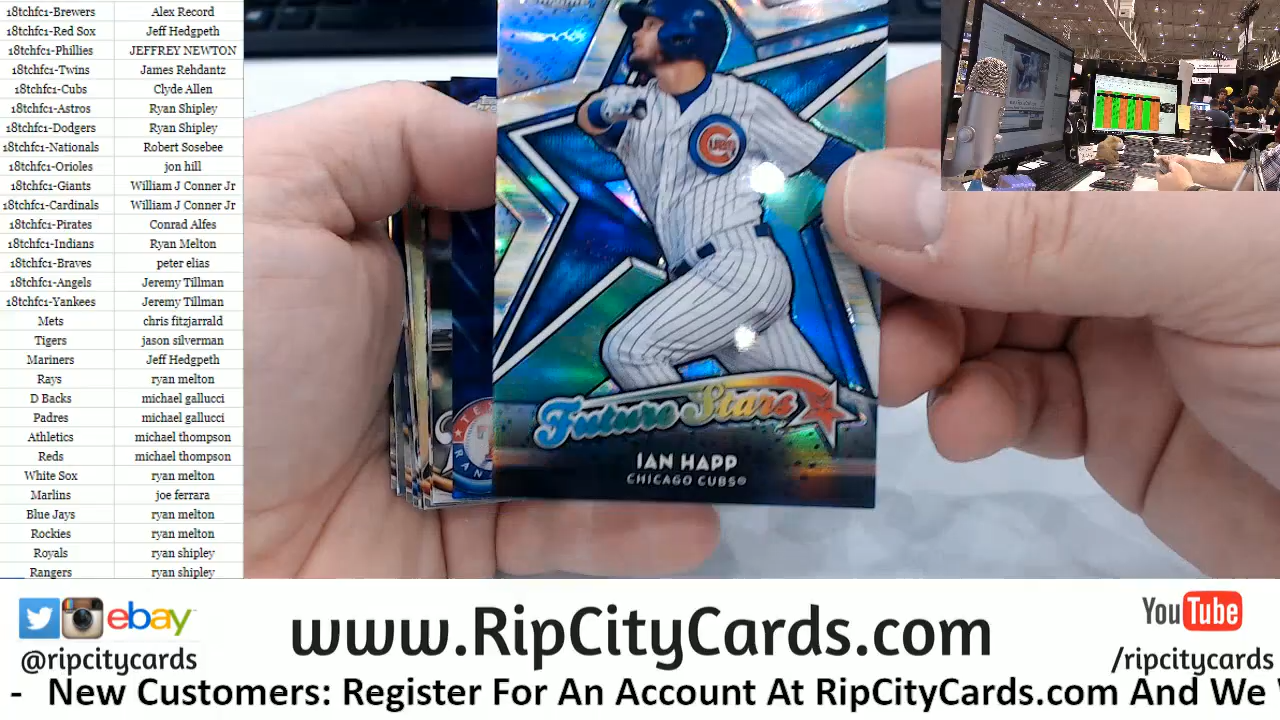 18tchfc1-Brewers Alex Record
18tchfc1-Red Sox Jeff Hedgpeth
18tchfc1-Phillies JEFFREY NEWTON
18tchfc1-Twins James Rehdantz
18tchfc1-Cubs Clyde Allen
18tchfc1-Astros Ryan Shipley
18tchfc1-Dodgers Ryan Shipley
18tchfc1-Nationals Robert Sosebee
18tchfc1-Orioles jon hill
18tchfc1-Giants William J Conner Jr
18tchfc1-Cardinals William J Conner Jr
18tchfc1-Pirates Conrad Alfes
18tchfc1-Indians Ryan Melton
18tchfc1-Braves peter elias
18tchfc1-Angels Jeremy Tillman
18tchfc1-Yankees Jeremy Tillman
Mets chris fitzjarrald
Tigers jason silverman
Mariners Jeff Hedgpeth
Rays ryan melton
D Backs michael gallucci
Padres michael gallucci
Athletics michael thompson
Reds michael thompson
White Sox ryan melton
Marlins joe ferrara
Blue Jays ryan melton
Rockies ryan melton
Royals ryan shipley
Rangers ryan shipley
CUBS
Future Stars
IAN HAPP
CHICAGO CUBS®
ebay
@ripcitycards
www.RipCityCards.com
YouTube
/ripcitycards
- New Customers: Register For An Account At RipCityCards.com And We